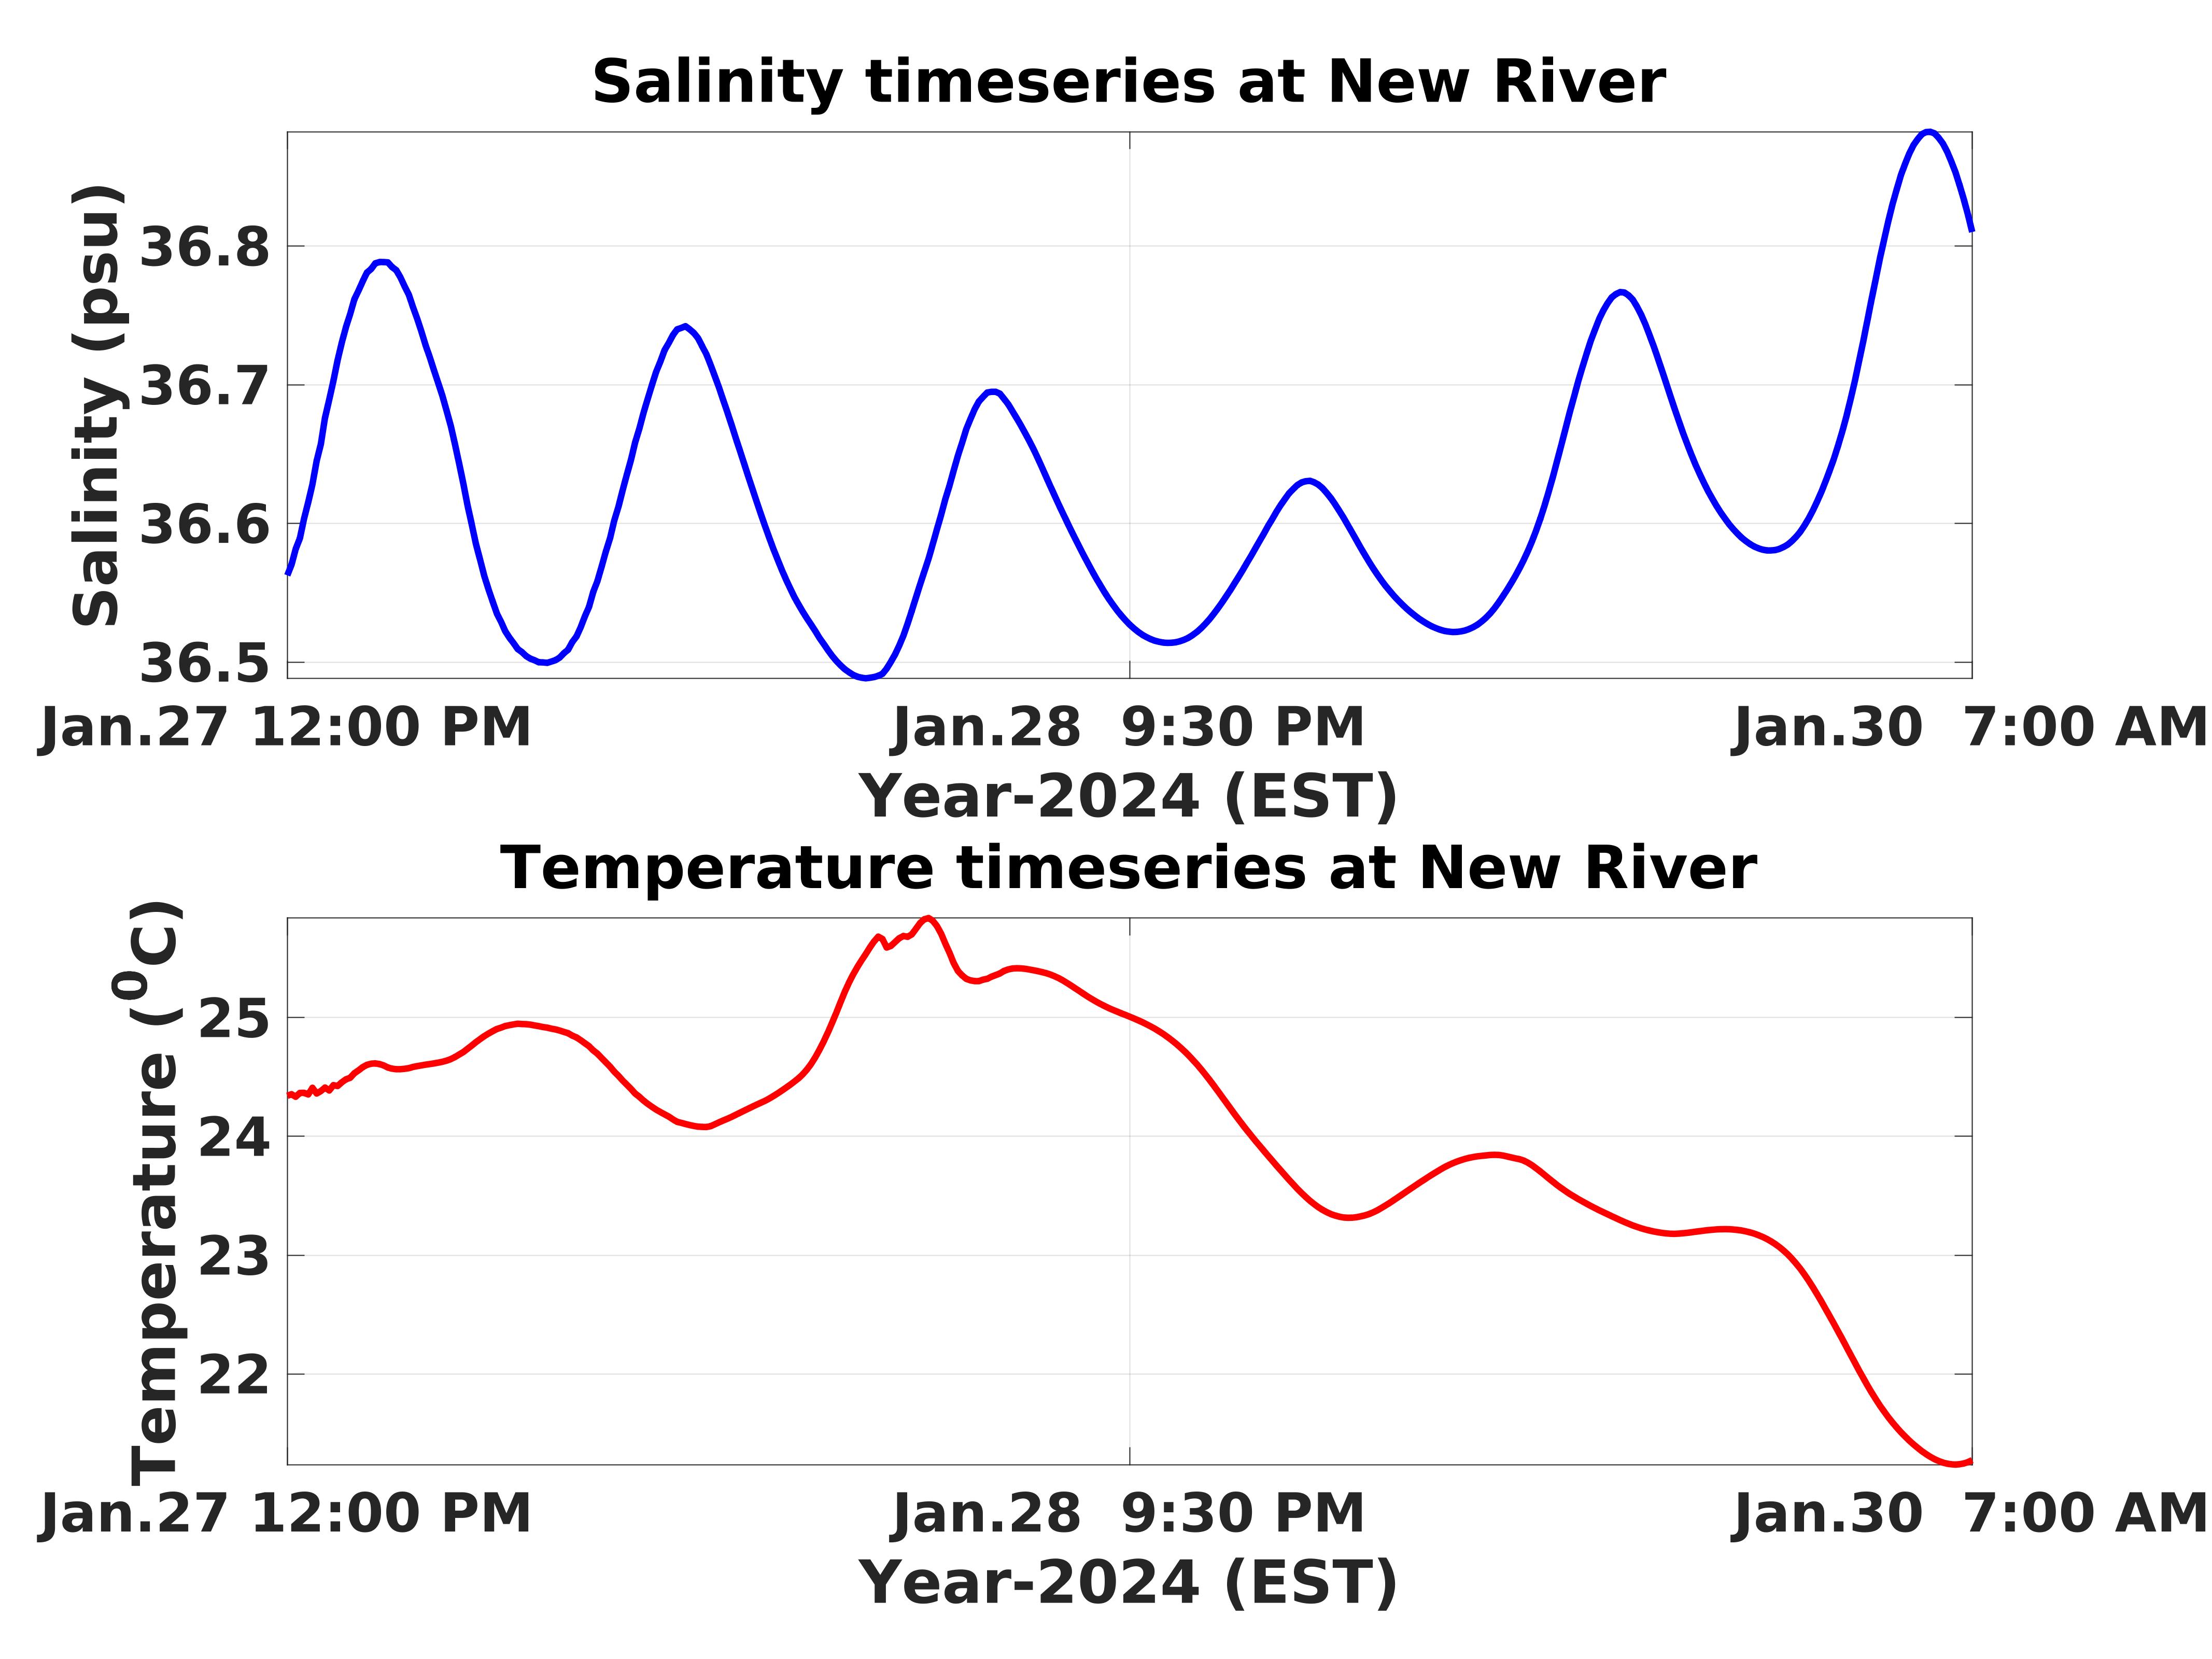 Salinity timeseries at New River
Salinity (psu)
36.8
36.7
36.6
36.5
Jan.27 12:00 PM Jan.28  9:30 PM Jan.30  7:00 AM
Year-2024 (EST)
Temperature timeseries at New River
Temperature (⁰C)
25
24
23
22
Jan.27 12:00 PM Jan.28  9:30 PM Jan.30  7:00 AM
Year-2024 (EST)